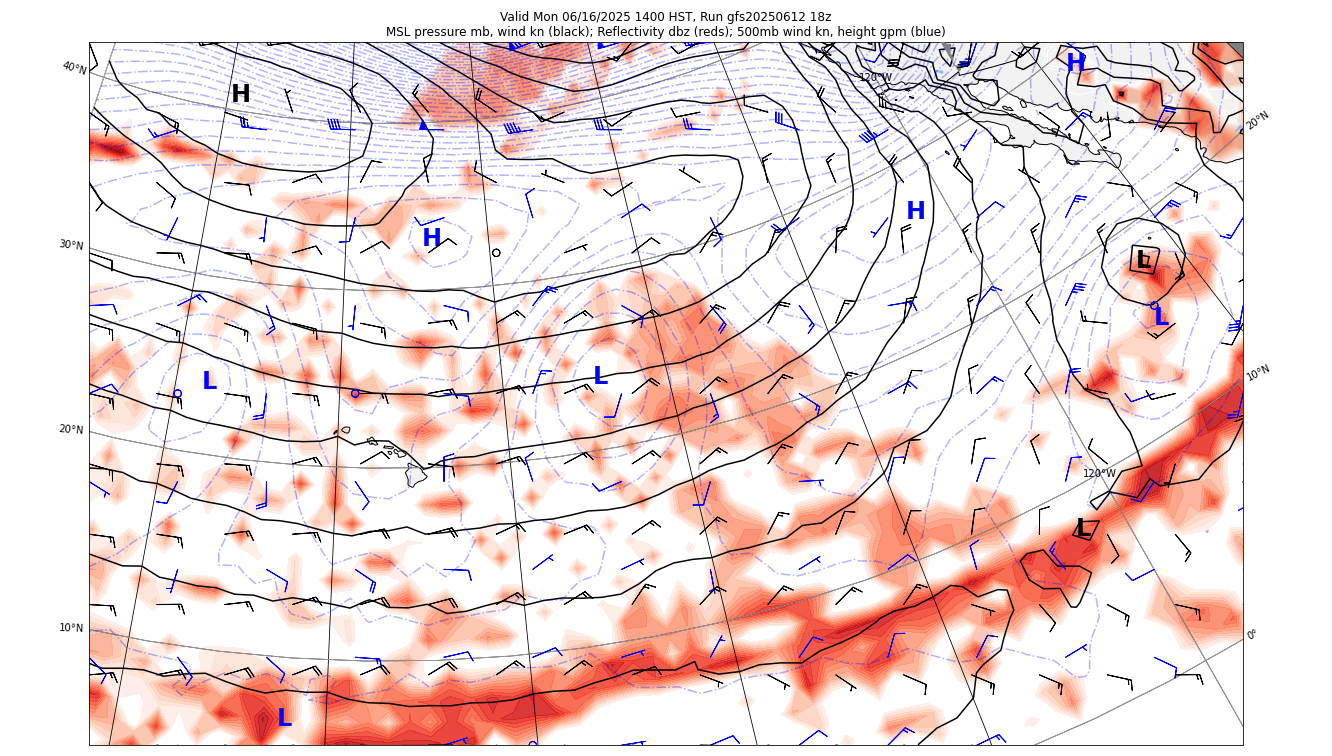 Valid Mon 06/16/2025 1400 HST, Run gfs20250612 18z
MSL pressure mb, wind kn (black); Reflectivity dbz (reds); 500mb wind kn, height gpm (blue)
40°N
H
H
120°W
20°N
H
H
30°N
L
L
L
L
10°N
20°N
120°W
L
10°N
0°
L